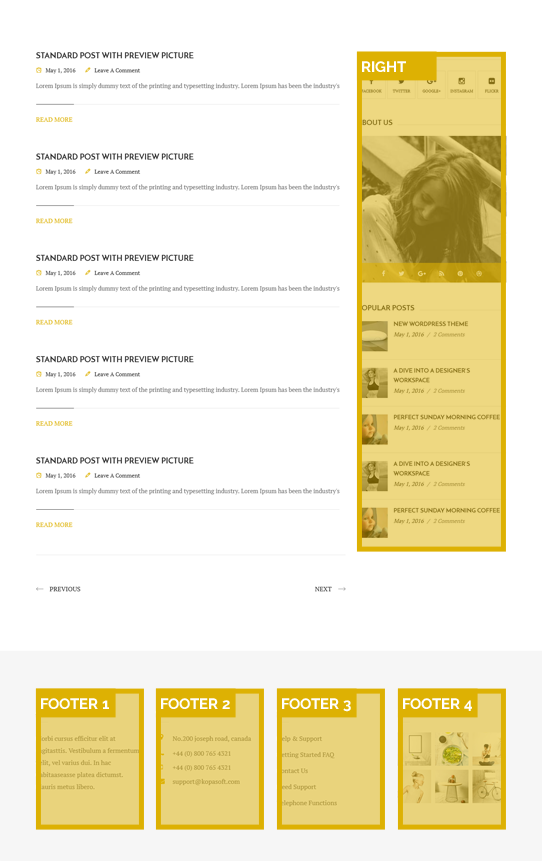 STANDARD POST WITH PREVIEW PICTURE
May 1, 2016 Leave A Comment
Lorem Ipsum is simply dummy text of the printing and typesetting industry. Lorem Ipsum has been the industry's
READ MORE
STANDARD POST WITH PREVIEW PICTURE
May 1, 2016 Leave A Comment
Lorem Ipsum is simply dummy text of the printing and typesetting industry. Lorem Ipsum has been the industry's
READ MORE
STANDARD POST WITH PREVIEW PICTURE
May 1, 2016 Leave A Comment
Lorem Ipsum is simply dummy text of the printing and typesetting industry. Lorem Ipsum has been the industry's
READ MORE
STANDARD POST WITH PREVIEW PICTURE
May 1, 2016 Leave A Comment
Lorem Ipsum is simply dummy text of the printing and typesetting industry. Lorem Ipsum has been the industry's
READ MORE
STANDARD POST WITH PREVIEW PICTURE
May 1, 2016 Leave A Comment
Lorem Ipsum is simply dummy text of the printing and typesetting industry. Lorem Ipsum has been the industry's
READ MORE
PREVIOUS NEXT
RIGHT
ACEBOOK TWITTER GOOGLE+ INSTAGRAM FLICKR
BOUT US
OPULAR POSTS
NEW WORDPRESS THEME
May 1, 2016 / 2 Comments
A DIVE INTO A DESIGNER'S
WORKSPACE
May 1, 2016 / 2 Comments
PERFECT SUNDAY MORNING COFFEE
May 1, 2016 / 2 Comments
A DIVE INTO A DESIGNER'S
WORKSPACE
May 1, 2016 / 2 Comments
PERFECT SUNDAY MORNING COFFEE
May 1, 2016 / 2 Comments
FOOTER 1
orbi cursus efficitur elit at
gitasttis. Vestibulum a fermentum
elit, vel varius dui. In hac
abitasseare platea dictumst.
auris metus libero.
FOOTER 2
No.200 joseph road, canada
+44 (0) 800 765 4321
+44 (0) 800 765 4321
support@kopasoft.com
FOOTER 3
elp & Support
etting Started FAQ
ontact Us
eed Support
elephone Functions
FOOTER 4